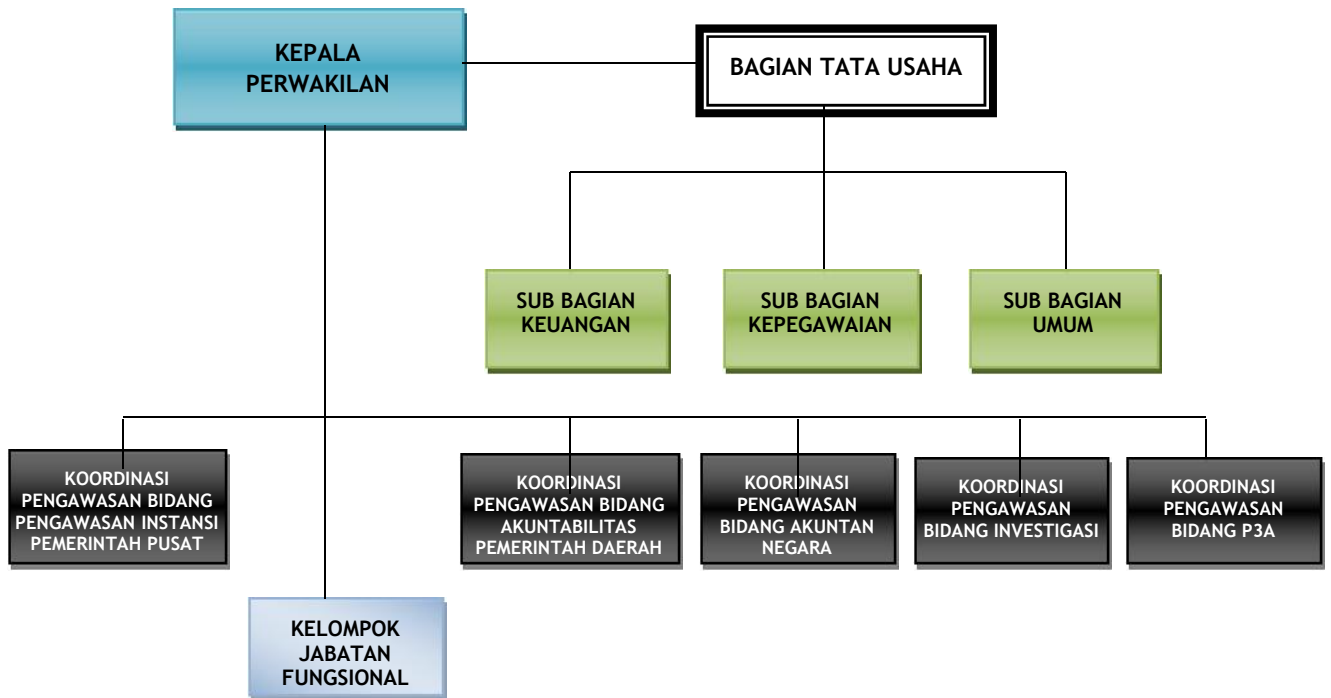 KEPALA
PERWAKILAN
BAGIAN TATA USAHA
SUB BAGIAN
KEUANGAN
SUB BAGIAN
KEPEGAWAIAN
SUB BAGIAN
UMUM
KOORDINASI
PENGAWASAN BIDANG
PENGAWASAN INSTANSI
PEMERINTAH PUSAT
KOORDINASI
PENGAWASAN BIDANG
AKUNTABILITAS
PEMERINTAH DAERAH
KOORDINASI
PENGAWASAN
BIDANG AKUNTAN
NEGARA
KOORDINASI
PENGAWASAN
BIDANG INVESTIGASI
KOORDINASI
PENGAWASAN
BIDANG P3A
KELOMPOK
JABATAN
FUNGSIONAL